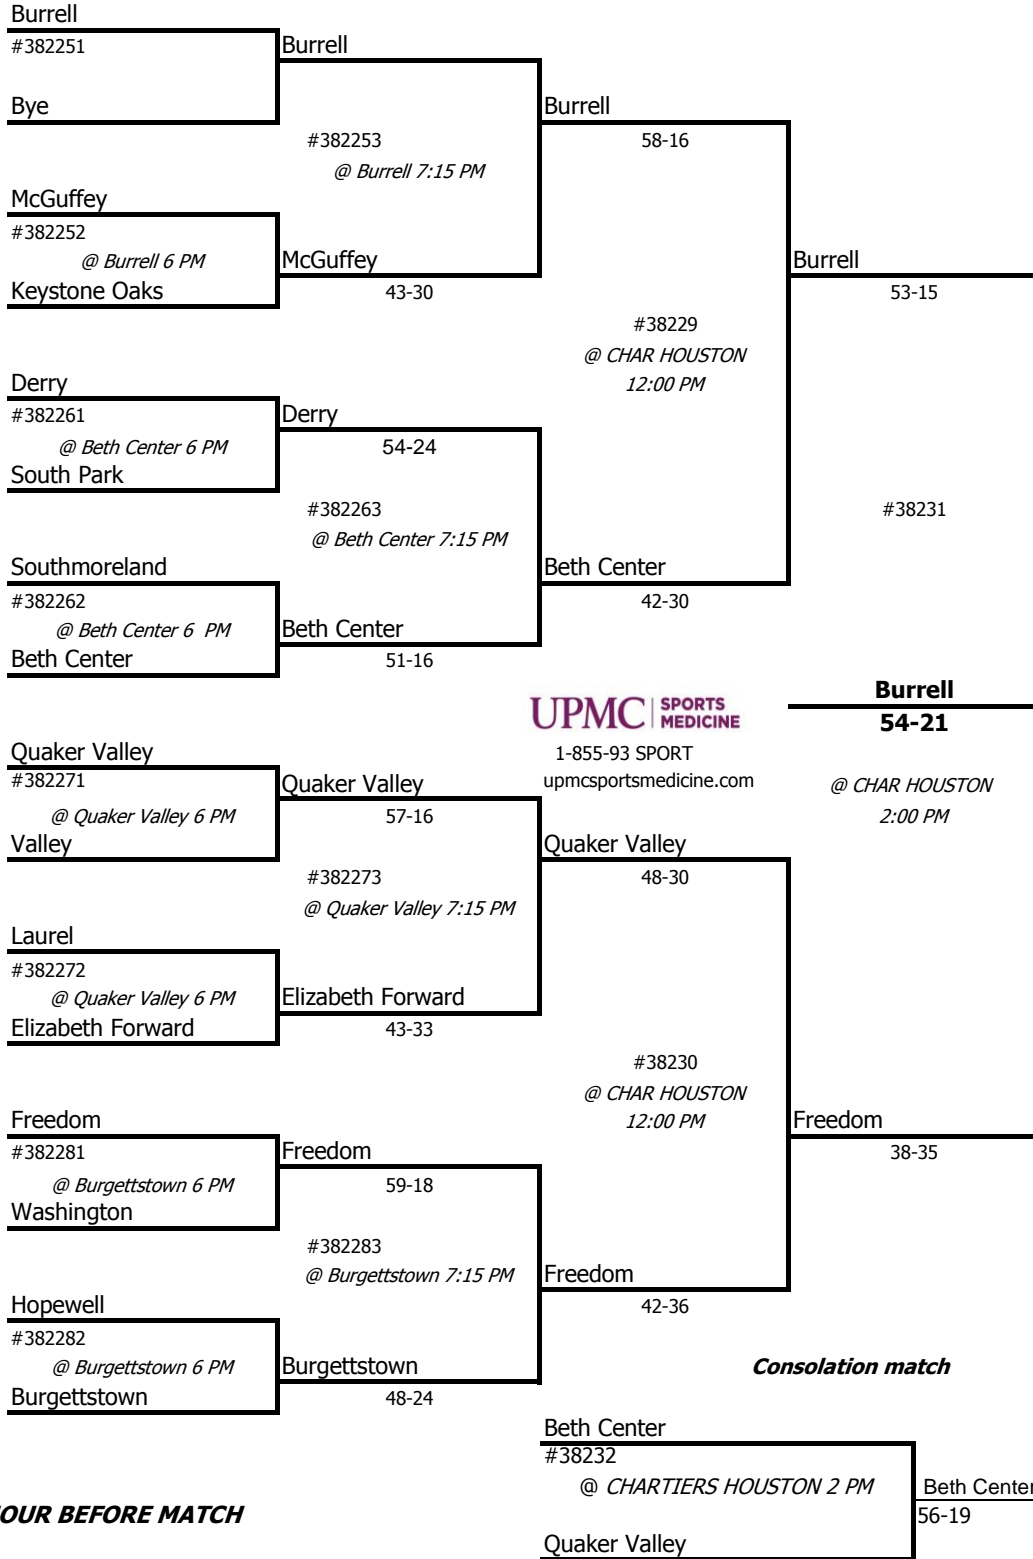 Burrell
#382251
Burrell
Bye
Burrell
#382253
58-16
@ Burrell 7:15 PM
McGuffey
#382252
@ Burrell 6 PM
McGuffey
Burrell
Keystone Oaks
43-30
53-15
#38229
@ CHAR HOUSTON
12:00 PM
Derry
#382261
Derry
@ Beth Center 6 PM
54-24
South Park
#382263
#38231
@ Beth Center 7:15 PM
Southmoreland
Beth Center
#382262
42-30
@ Beth Center 6  PM
Beth Center
Beth Center
51-16
Burrell
UPMC SPORTS MEDICINE
54-21
1-855-93 SPORT
upmcsportsmedicine.com
@ CHAR HOUSTON
2:00 PM
Quaker Valley
#382271
Quaker Valley
@ Quaker Valley 6 PM
57-16
Valley
Quaker Valley
#382273
48-30
@ Quaker Valley 7:15 PM
Laurel
#382272
@ Quaker Valley 6 PM
Elizabeth Forward
Elizabeth Forward
43-33
#38230
@ CHAR HOUSTON
12:00 PM
Freedom
Freedom
#382281
Freedom
38-35
@ Burgettstown 6 PM
59-18
Washington
#382283
@ Burgettstown 7:15 PM
Freedom
Hopewell
42-36
#382282
@ Burgettstown 6 PM
Burgettstown
Consolation match
Burgettstown
48-24
Beth Center
#38232
@ CHARTIERS HOUSTON 2 PM
Beth Center
OUR BEFORE MATCH
56-19
Quaker Valley